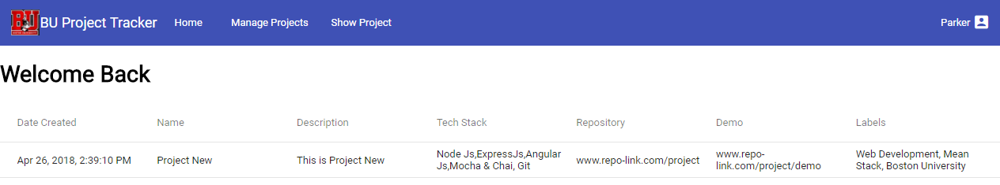 BU BU Project Tracker Home Manage Projects Show Project Parker
Welcome Back
Date Created Name Description Tech Stack Repository Demo Labels
Apr 26, 2018, 2:39:10 PM Project New This is Project New Node Js,ExpressJs,Angular www.repo-link.com/project www.repo- Web Development, Mean
Js,Mocha & Chai, Git link.com/project/demo Stack, Boston University